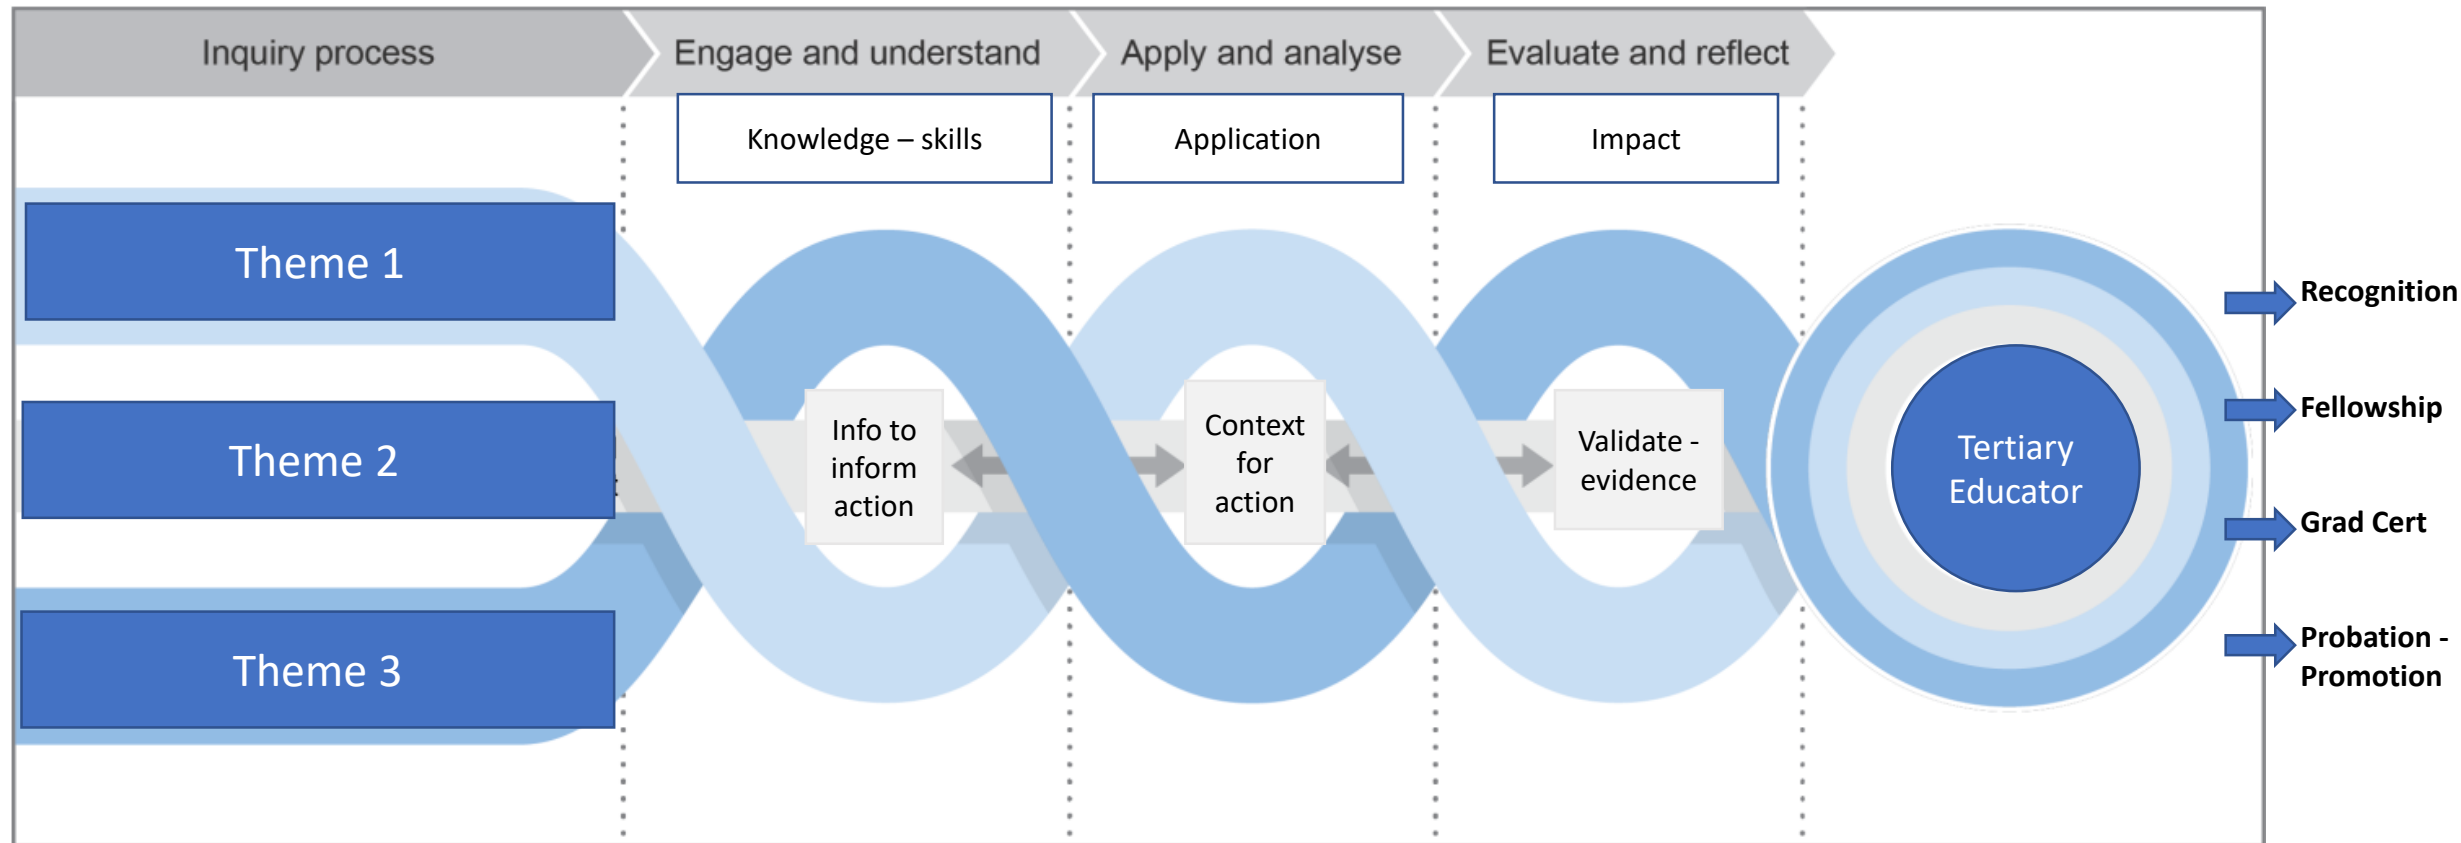 Inquiry process
Engage and understand
Apply and analyse
Evaluate and reflect
Knowledge – skills
Application
Impact
Theme 1
Theme 2
Theme 3
Info to
inform
action
Context
for
action
Validate -
evidence
Tertiary
Educator
Recognition
Fellowship
Grad Cert
Probation -
Promotion